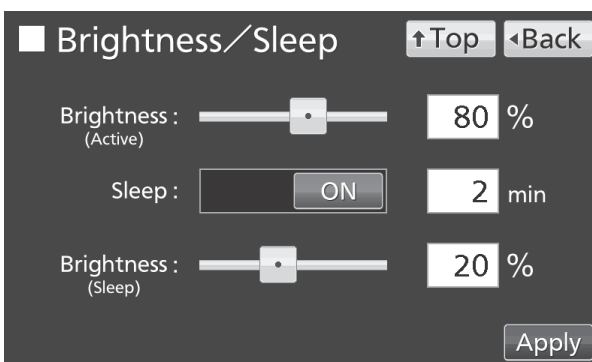 Brightness／Sleep
↑Top
◂Back
Brightness : 80 %
(Active)
Sleep : ON 2 min
Brightness : 20 %
(Sleep)
Apply